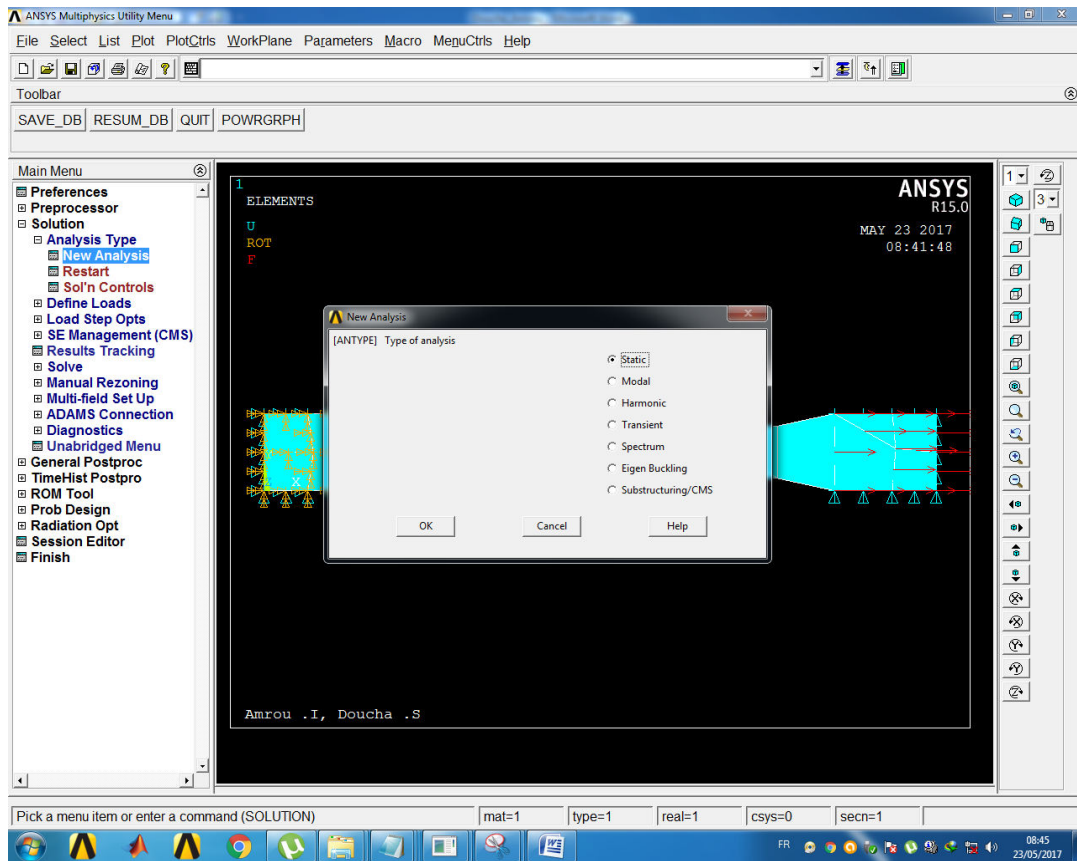 ANSYS Multiphysics Utility Menu
File Select List Plot PlotCtrls WorkPlane Parameters Macro MenuCtrls Help
Toolbar
SAVE_DB RESUM_DB QUIT POWRGRPH
Main Menu
Preferences
Preprocessor
Solution
Analysis Type
New Analysis
Restart
Sol'n Controls
Define Loads
Load Step Opts
SE Management (CMS)
Results Tracking
Solve
Manual Rezoning
Multi-field Set Up
ADAMS Connection
Diagnostics
Unabridged Menu
General Postproc
TimeHist Postpro
ROM Tool
Prob Design
Radiation Opt
Session Editor
Finish
1
ELEMENTS
U
ROT
F
ANSYS
R15.0
MAY 23 2017
08:41:48
New Analysis
[ANTYPE] Type of analysis
Static
Modal
Harmonic
Transient
Spectrum
Eigen Buckling
Substructuring/CMS
OK Cancel Help
X
Amrou .I, Doucha .S
1
3
Pick a menu item or enter a command (SOLUTION) mat=1 type=1 real=1 csys=0 secn=1
FR 08:45
23/05/2017